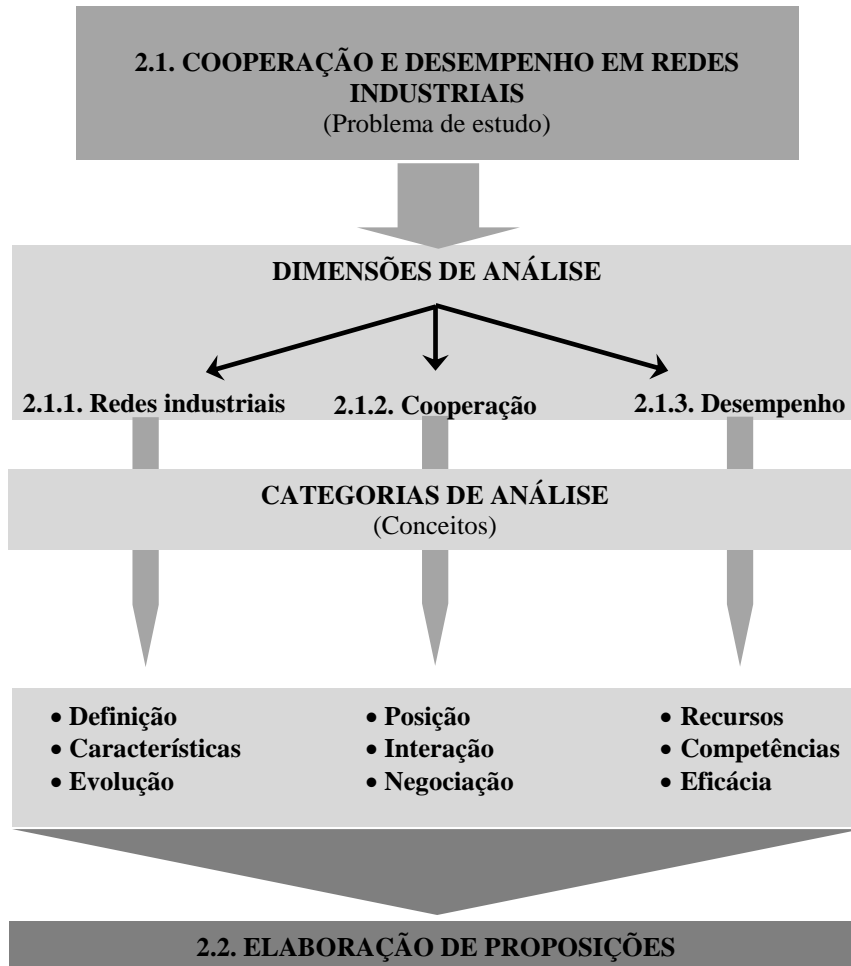 2.1. COOPERAÇÃO E DESEMPENHO EM REDES
INDUSTRIAIS
(Problema de estudo)
DIMENSÕES DE ANÁLISE
2.1.1. Redes industriais
2.1.2. Cooperação
2.1.3. Desempenho
CATEGORIAS DE ANÁLISE
(Conceitos)
• Definição
• Características
• Evolução
• Posição
• Interação
• Negociação
• Recursos
• Competências
• Eficácia
2.2. ELABORAÇÃO DE PROPOSIÇÕES